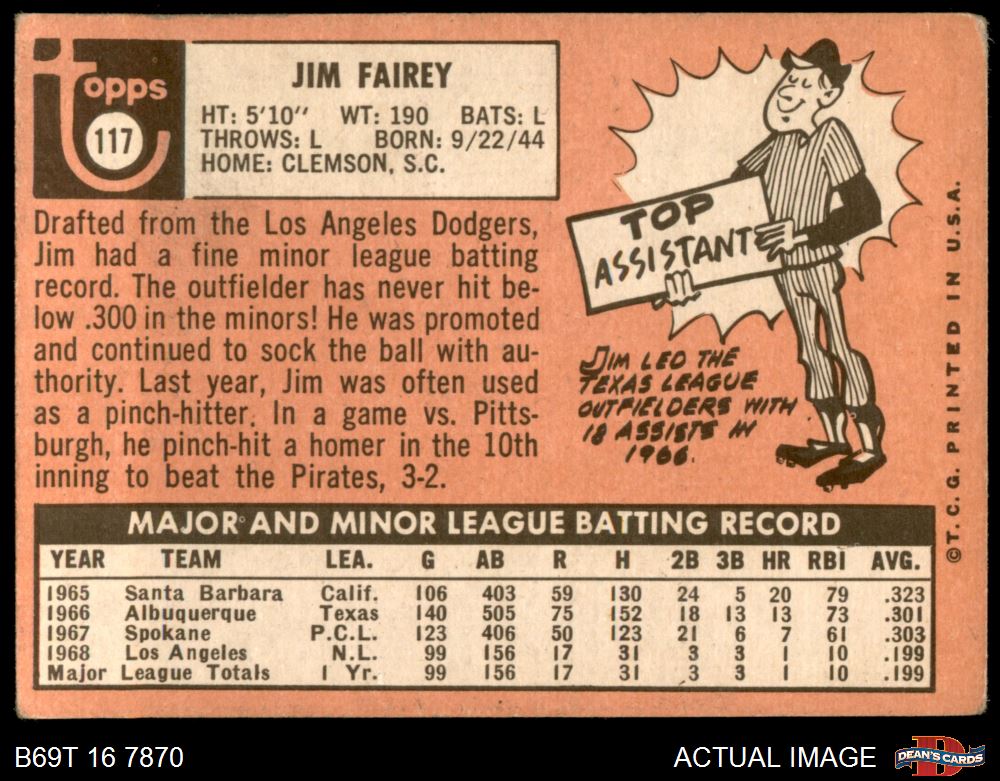 topps
117
JIM FAIREY
HT: 5'10" WT: 190 BATS: L
THROWS: L BORN: 9/22/44
HOME: CLEMSON, S.C.
Drafted from the Los Angeles Dodgers,
Jim had a fine minor league batting
record. The outfielder has never hit be-
low .300 in the minors! He was promoted
and continued to sock the ball with au-
thority. Last year, Jim was often used
as a pinch-hitter. In a game vs. Pitts-
burgh, he pinch-hit a homer in the 10th
inning to beat the Pirates, 3-2.
TOP
ASSISTANT
JIM LED THE
TEXAS LEAGUE
OUTFIELDERS WITH
18 ASSISTS IN
1966.
©T. C. G. PRINTED IN U.S.A.
MAJOR AND MINOR LEAGUE BATTING RECORD
YEAR TEAM LEA. G AB R H 2B 3B HR RBI AVG.
1965 Santa Barbara Calif. 106 403 59 130 24 5 20 79 .323
1966 Albuquerque Texas 140 505 75 152 18 13 13 73 .301
1967 Spokane P.C.L. 123 406 50 123 21 6 7 61 .303
1968 Los Angeles N.L. 99 156 17 31 3 3 1 10 .199
Major League Totals 1 Yr. 99 156 17 31 3 3 1 10 .199
B69T 16 7870
ACTUAL IMAGE
DEAN'S CARDS